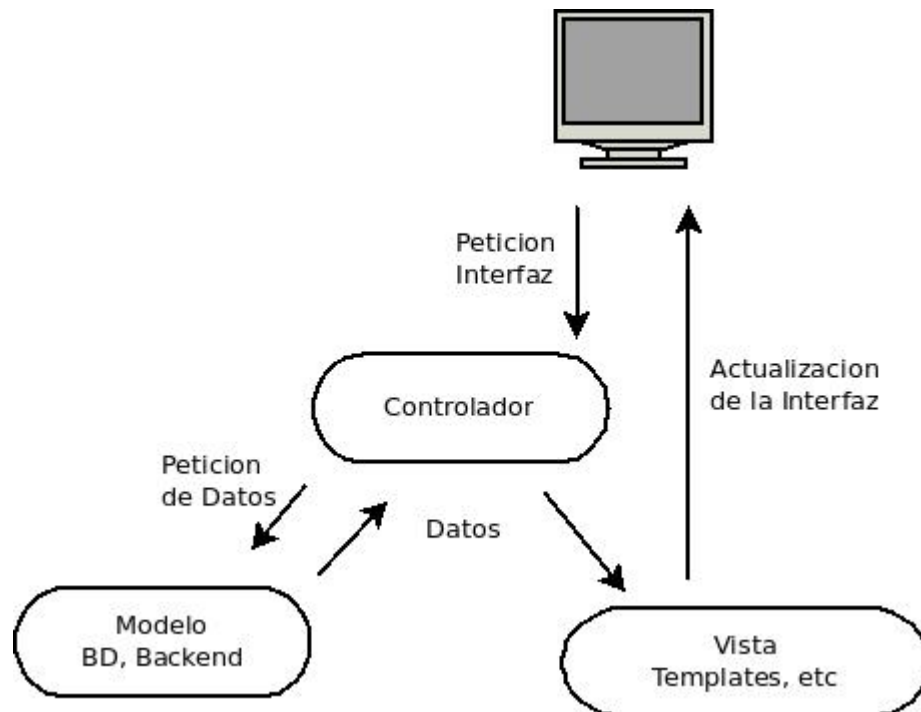 Peticion
Interfaz
Controlador
Actualizacion
de la Interfaz
Peticion
de Datos
Datos
Modelo
BD, Backend
Vista
Templates, etc